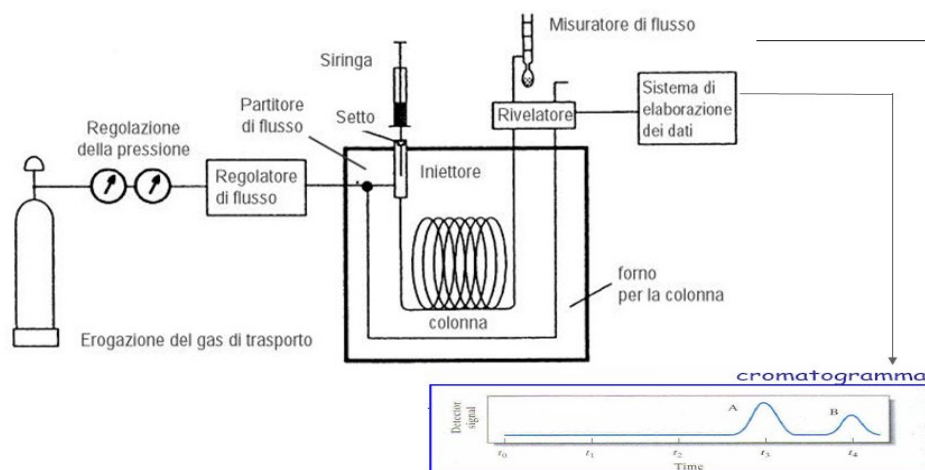 Misuratore di flusso
Siringa
Partitore
di flusso
Setto
Rivelatore
Sistema di
elaborazione
dei dati
Regolazione
della pressione
Regolatore
di flusso
Iniettore
forno
per la colonna
colonna
Erogazione del gas di trasporto
cromatogramma
Detector
signal
A
B
t0
t1
t2
t3
t4
Time